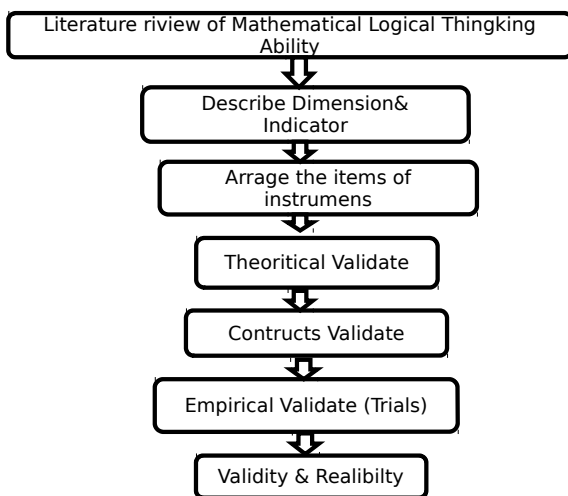 Literature riview of Mathematical Logical Thingking
Ability
Describe Dimension&
Indicator
Arrage the items of
instrumens
Theoritical Validate
Contructs Validate
Empirical Validate (Trials)
Validity & Realibilty